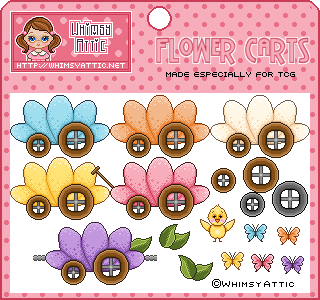 Whimsy
Attic
HTTP://WHIMSYATTIC.NET
FLOWER CARTS
MADE ESPECIALLY FOR TCG
©WHIMSYATTIC